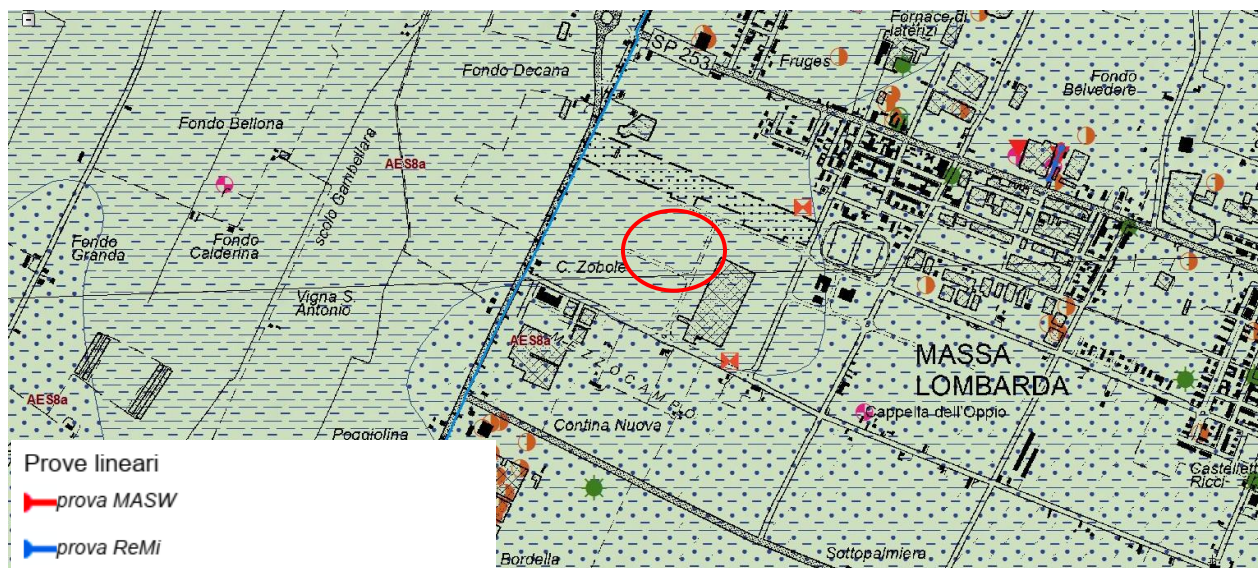 Fornace di
laterizi
SP 253
Fruges
Fondo Decana
Fondo
Belvedere
Fondo Bellona
scolo Gambellara
AES8a
Fondo
Granda
Fondo
Calderina
C. Zobole
Vigna S.
Antonio
AES8a
MEZZOCAMPO
MASSA
LOMBARDA
AES8a
Cappella dell'Oppio
Poggiolina
Contina Nuova
Castelletto
Ricci
Bordella
Sottopalmiera
Prove lineari
prova MASW
prova ReMi